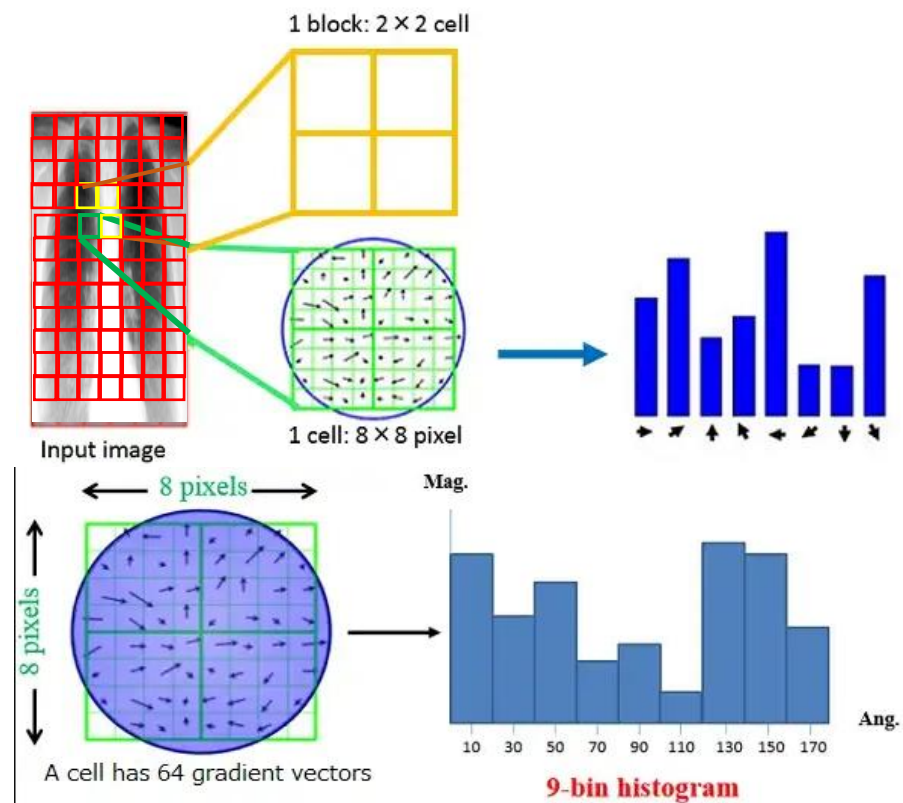 1 block: 2 × 2 cell
Input image
1 cell: 8 × 8 pixel
8 pixels
Mag.
8 pixels
Ang.
10 30 50 70 90 110 130 150 170
A cell has 64 gradient vectors
9-bin histogram